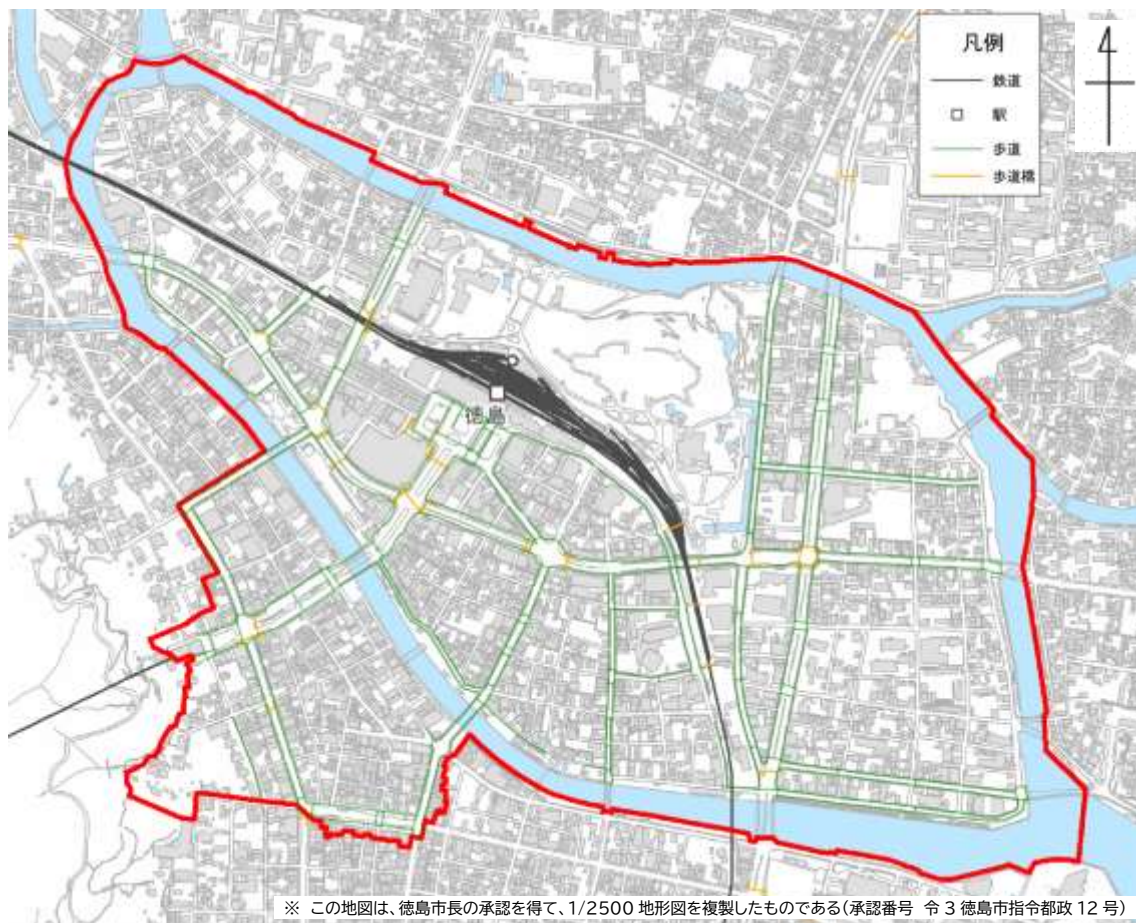 凡例
鉄道
駅
歩道
歩道橋
徳島
※ この地図は、徳島市長の承認を得て、1/2500 地形図を複製したものである(承認番号 令 3 徳島市指令都政 12 号)